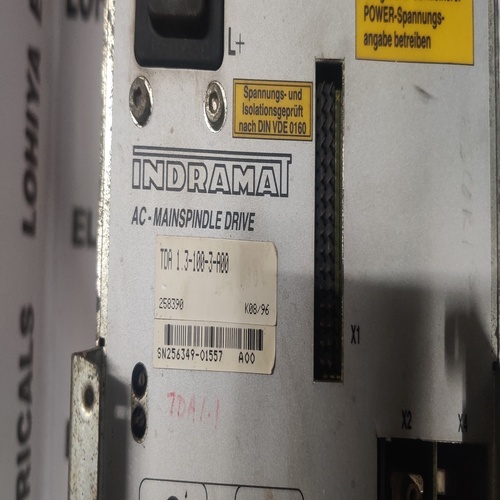 POWER-Spannungs-
angabe betreiben
L+
Spannungs- und
Isolationsgeprüft
nach DIN VDE 0160
INDRAMAT
AC - MAINSPINDLE DRIVE
TDA 1.3-100-3-A00
258390 K08/96
SN256349-01557 A00
X1
TDA1.1
X2 X4
LOHIYA